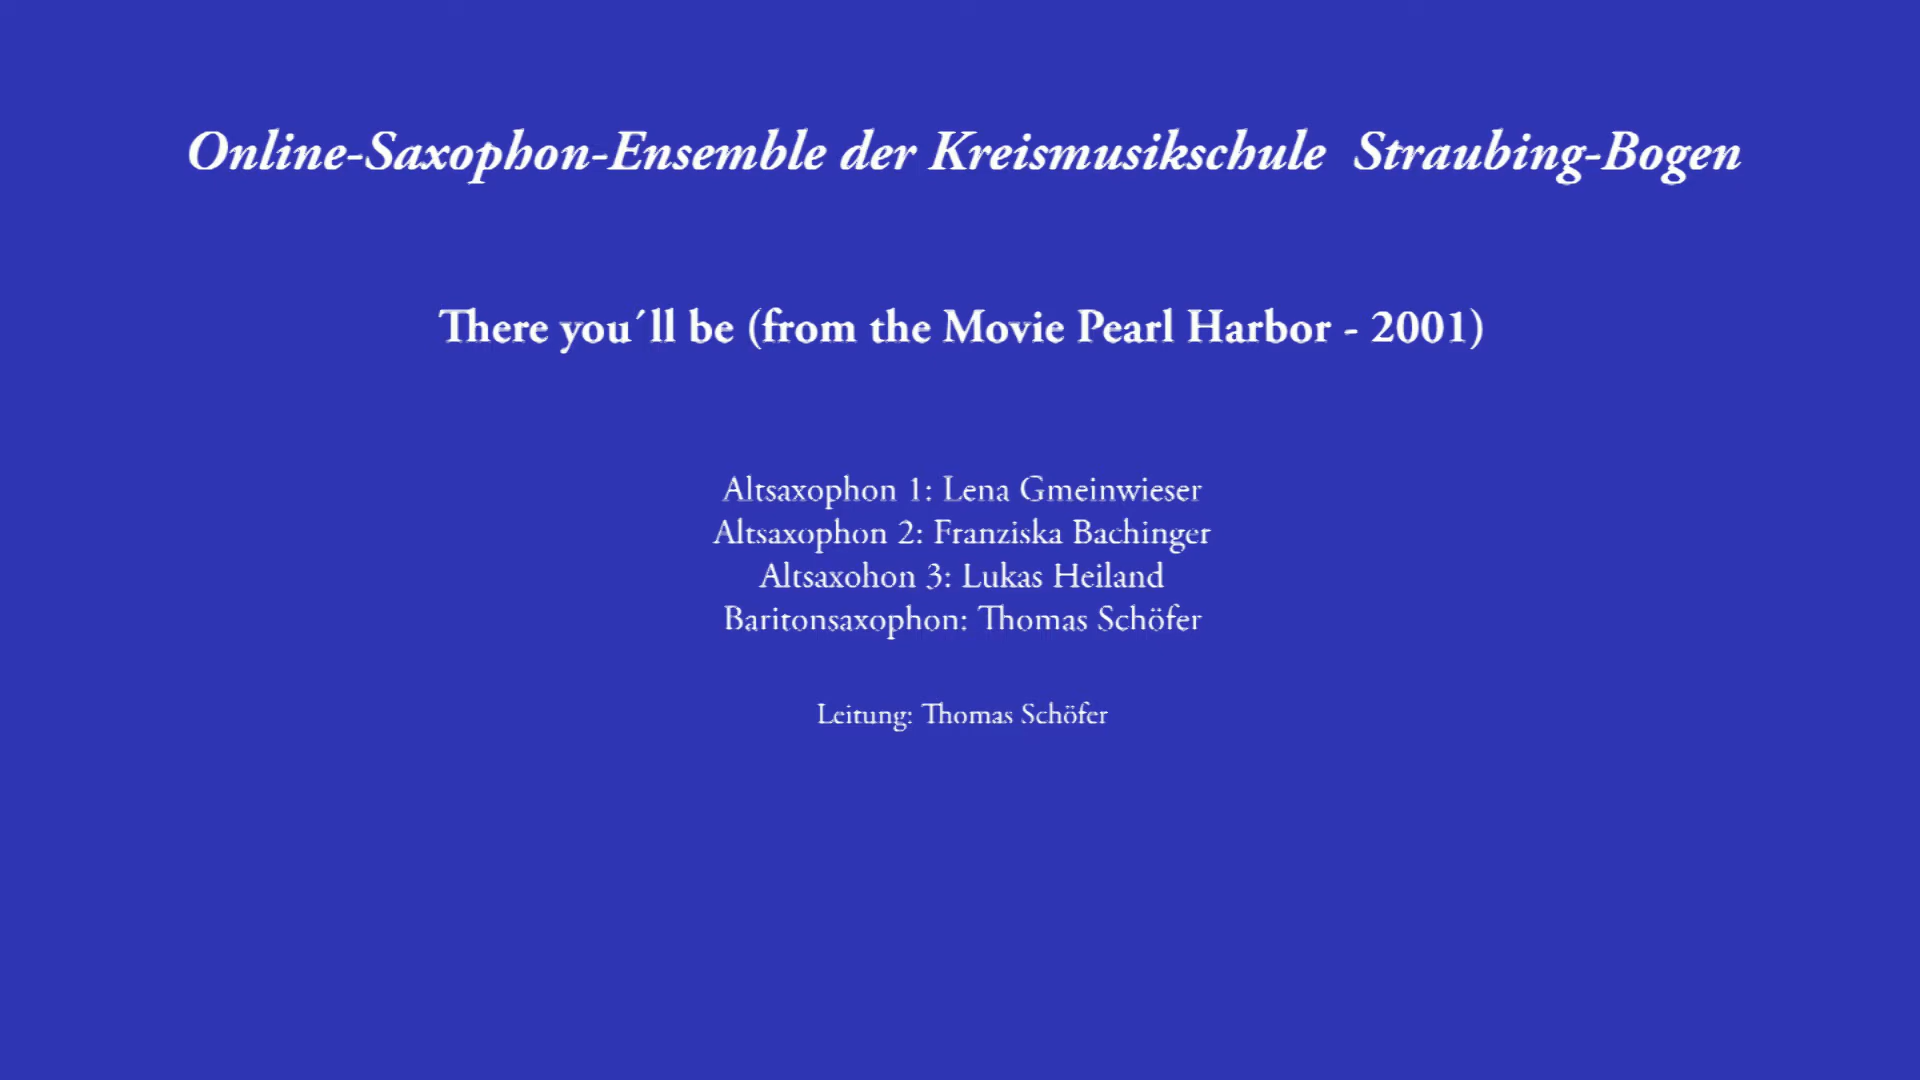 Online-Saxophon-Ensemble der Kreismusikschule  Straubing-Bogen
There you´ll be (from the Movie Pearl Harbor - 2001)
Altsaxophon 1: Lena Gmeinwieser
Altsaxophon 2: Franziska Bachinger
Altsaxohon 3: Lukas Heiland
Baritonsaxophon: Thomas Schöfer
Leitung: Thomas Schöfer